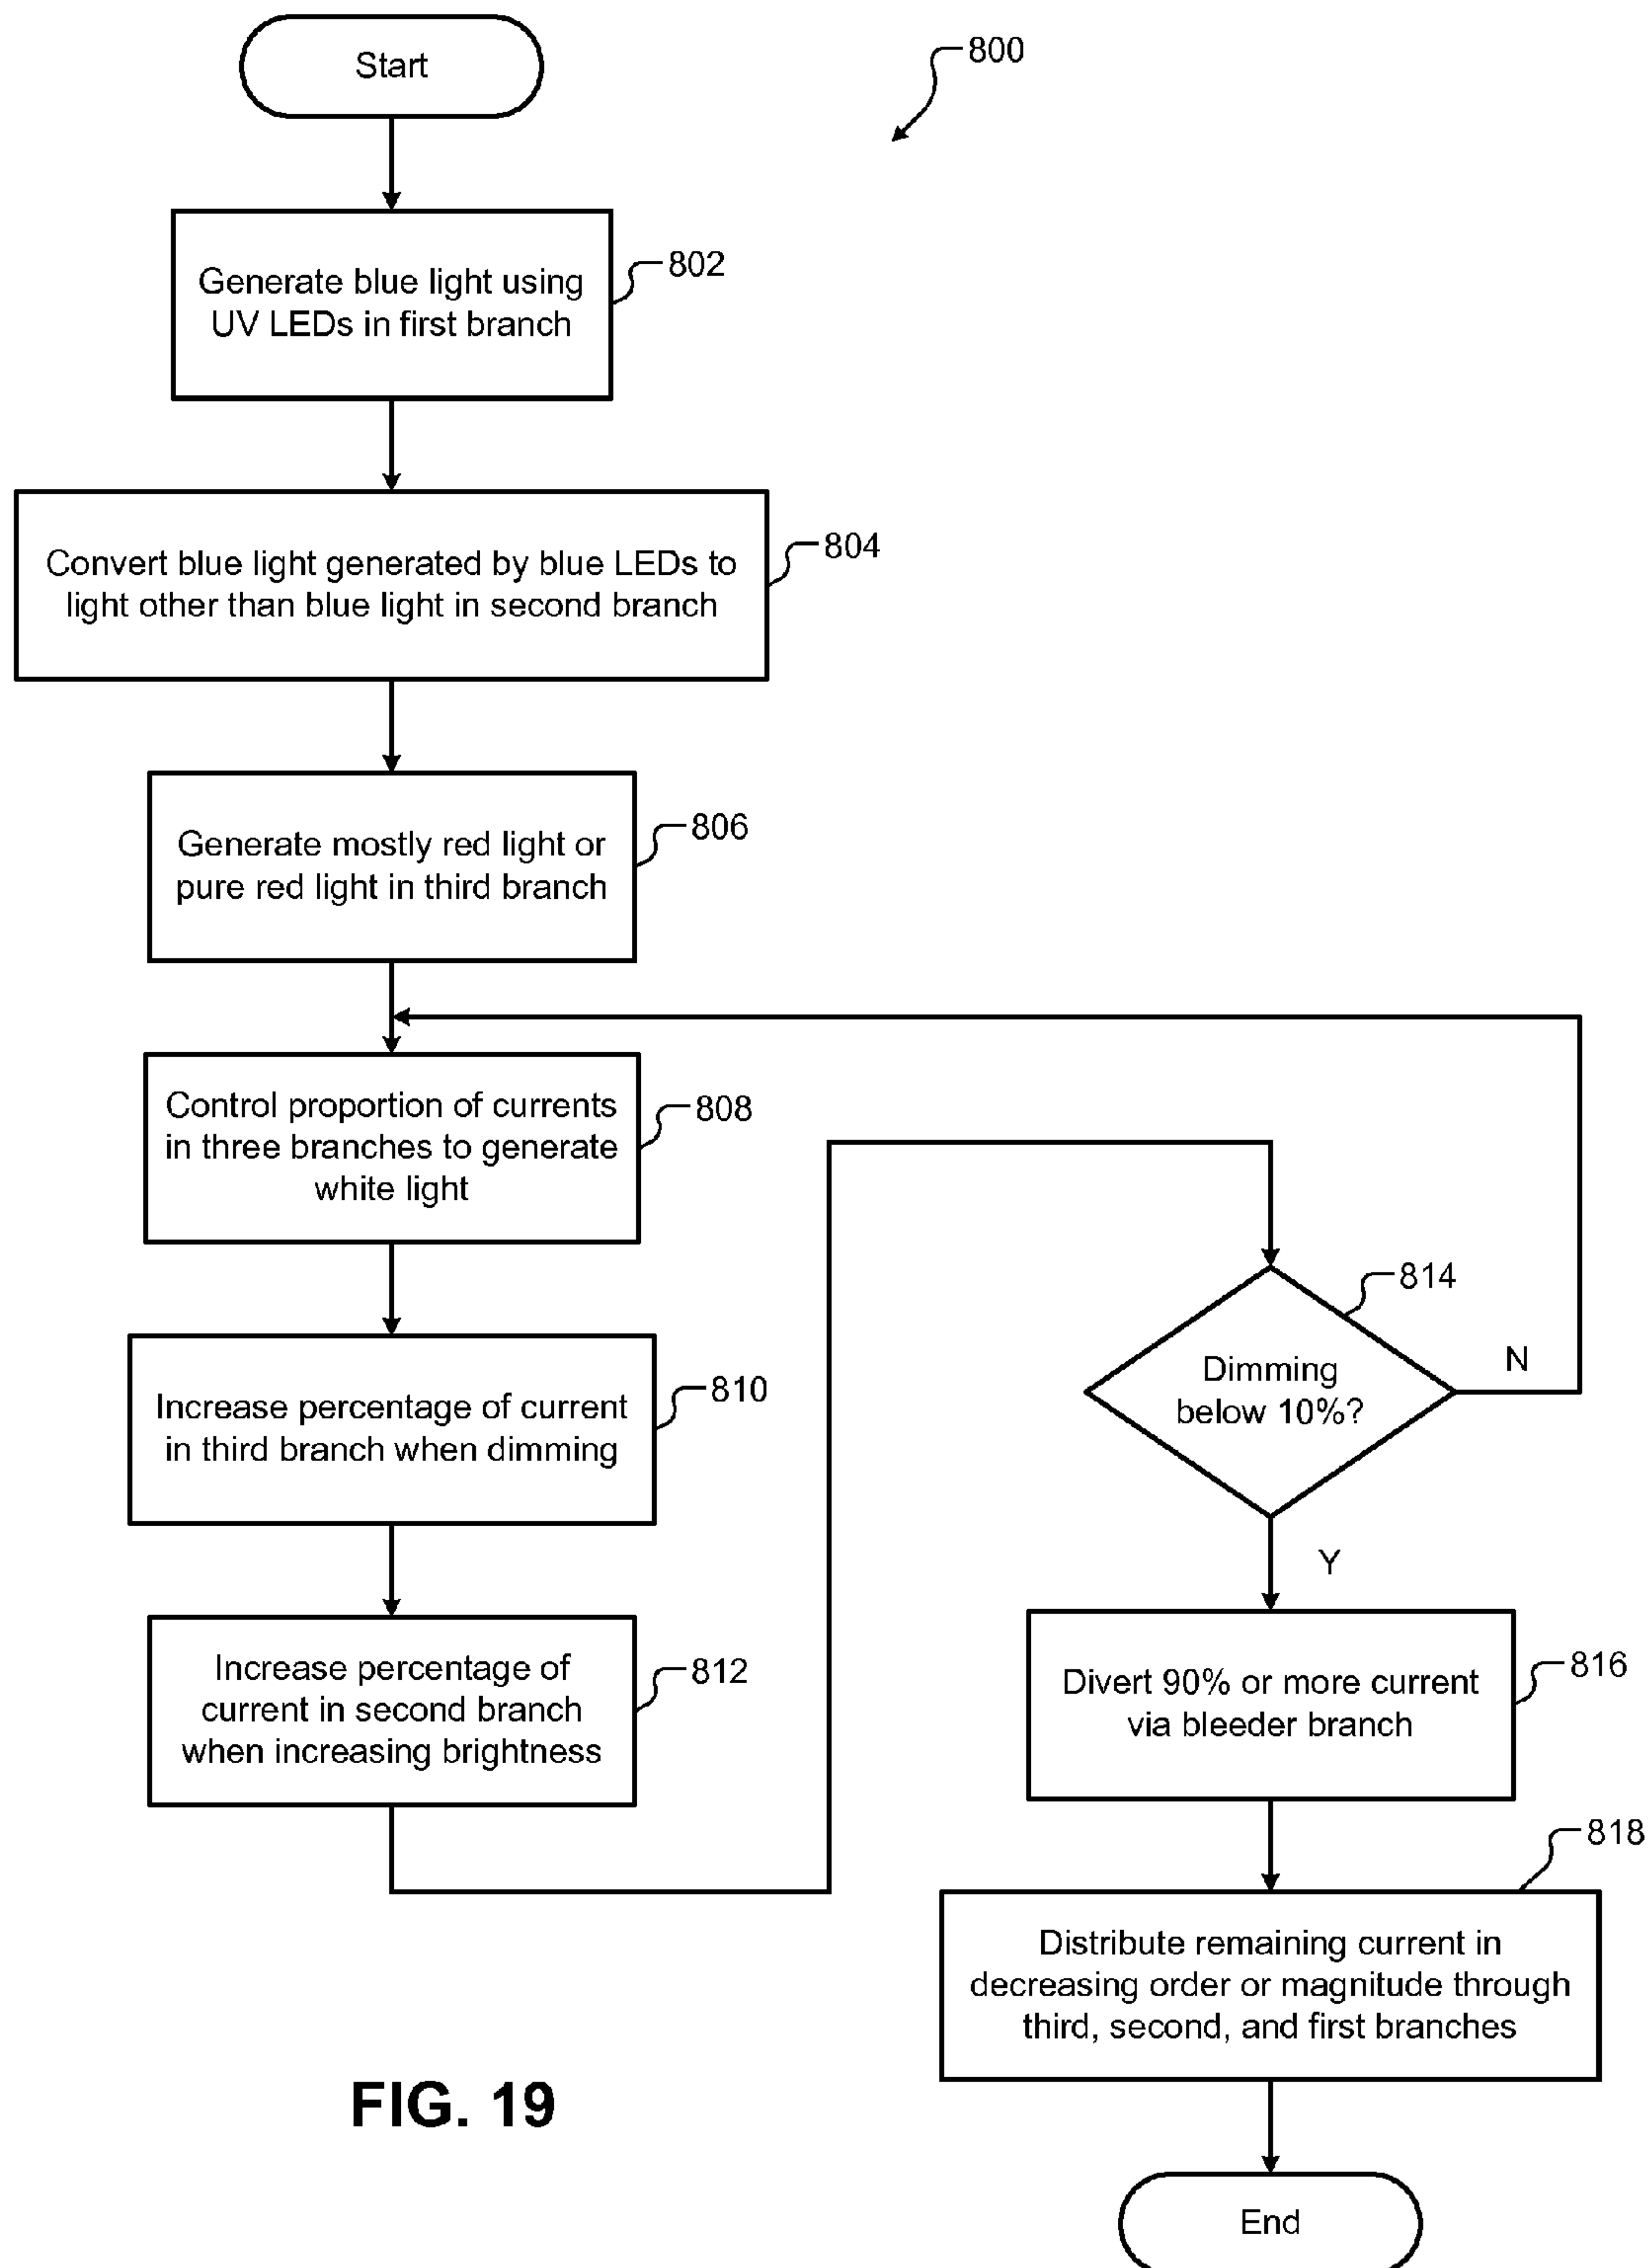 Start
800
Generate blue light using
UV LEDs in first branch
802
Convert blue light generated by blue LEDs to
light other than blue light in second branch
804
Generate mostly red light or
pure red light in third branch
806
Control proportion of currents
in three branches to generate
white light
808
Increase percentage of current
in third branch when dimming
810
Increase percentage of
current in second branch
when increasing brightness
812
Dimming
below 10%?
814
N
Y
Divert 90% or more current
via bleeder branch
816
Distribute remaining current in
decreasing order or magnitude through
third, second, and first branches
818
End
FIG. 19